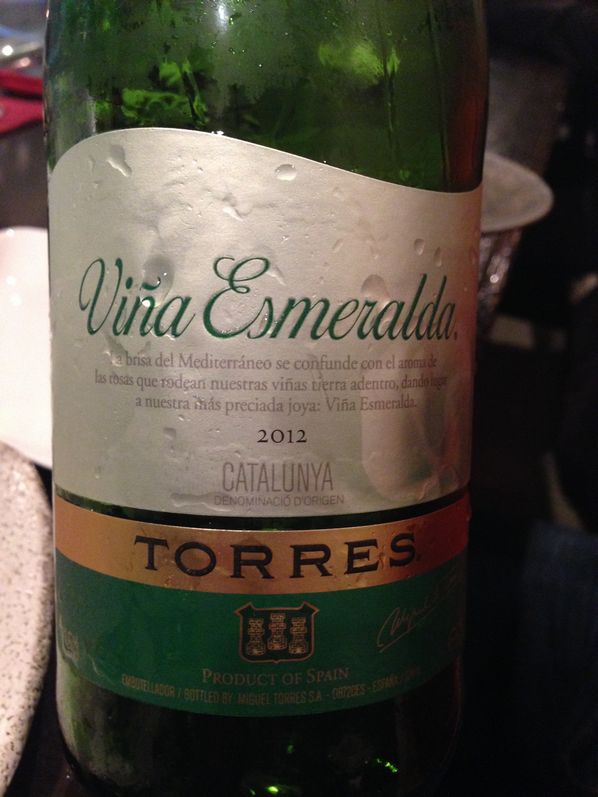 Viña Esmeralda.
La brisa del Mediterráneo se confunde con el aroma de
las rosas que rodean nuestras viñas tierra adentro, dando lugar
a nuestra más preciada joya: Viña Esmeralda.
2012
CATALUNYA
DENOMINACIÓ D'ORIGEN
TORRES
PRODUCT OF SPAIN
EMBOTELLADOR / BOTTLED BY MIGUEL TORRES S.A. - 08720ES - ESPAÑA /